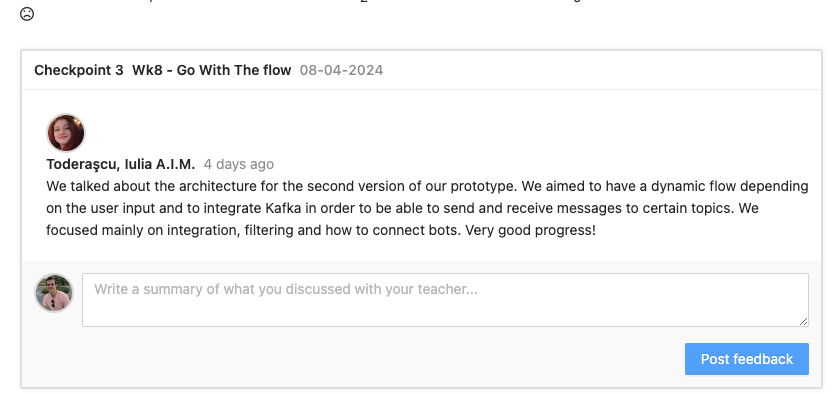 Checkpoint 3 Wk8 - Go With The flow 08-04-2024
Toderaşcu, Iulia A.I.M. 4 days ago
We talked about the architecture for the second version of our prototype. We aimed to have a dynamic flow depending
on the user input and to integrate Kafka in order to be able to send and receive messages to certain topics. We
focused mainly on integration, filtering and how to connect bots. Very good progress!
Write a summary of what you discussed with your teacher...
Post feedback